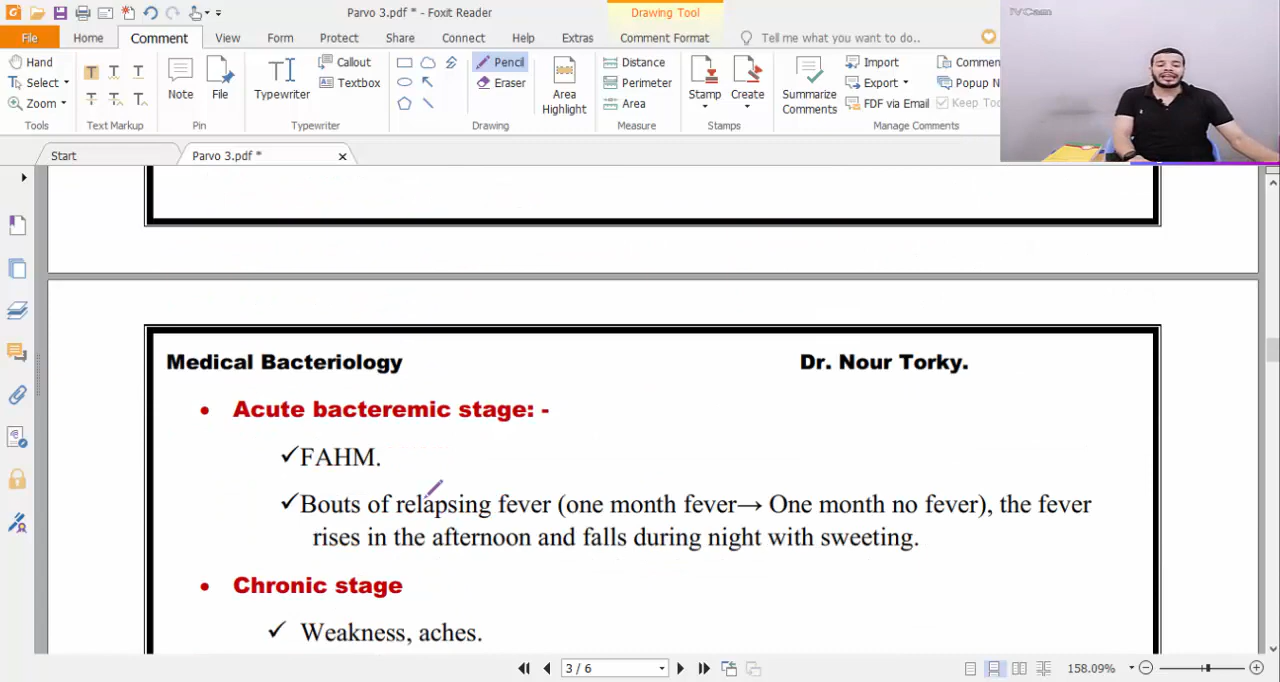 Parvo 3.pdf * - Foxit Reader
Drawing Tool
File
Home
Comment
View
Form
Protect
Share
Connect
Help
Extras
Comment Format
Tell me what you want to do..
Hand
Select
Zoom
Tools
Text Markup
Note
File
Pin
Typewriter
Callout
Textbox
Typewriter
Pencil
Eraser
Drawing
Area
Highlight
Distance
Perimeter
Area
Measure
Stamp
Create
Stamps
Summarize
Comments
Import
Export
FDF via Email
Commen
Popup N
Keep Too
Manage Comments
Start
Parvo 3.pdf *
Medical Bacteriology
Dr. Nour Torky.
• Acute bacteremic stage: -
✓FAHM.
✓Bouts of relapsing fever (one month fever→ One month no fever), the fever
rises in the afternoon and falls during night with sweeting.
• Chronic stage
✓ Weakness, aches.
3 / 6
158.09%